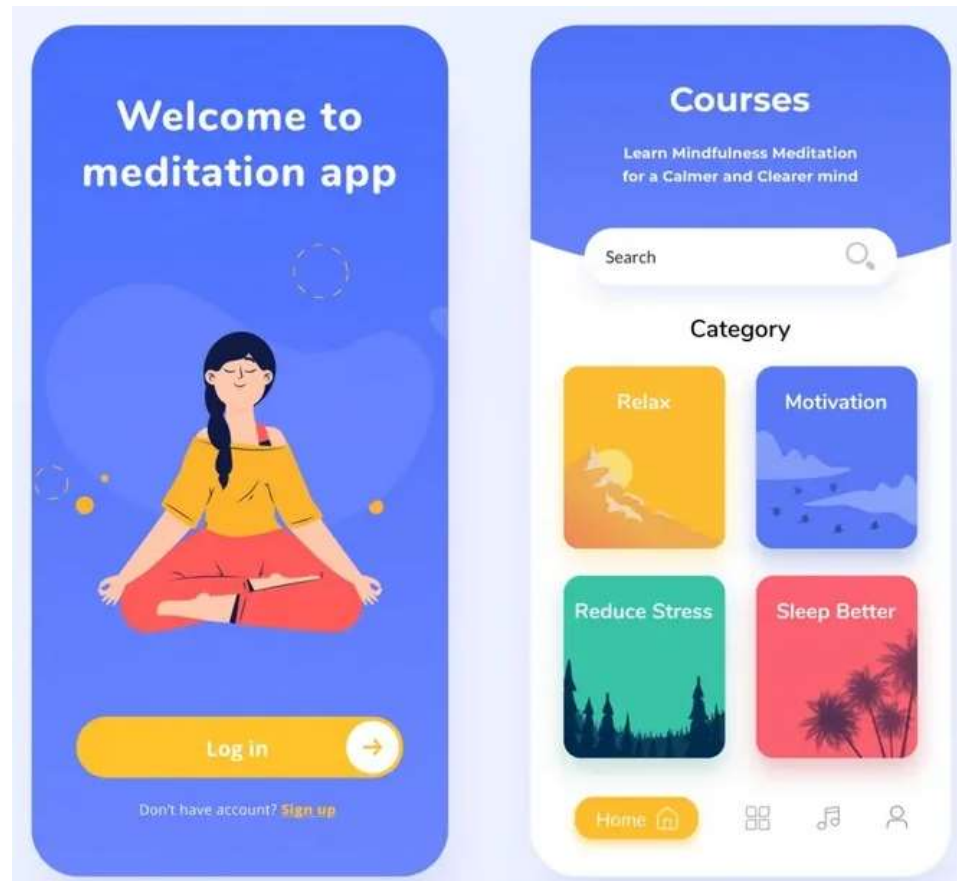 Welcome to
meditation app
Log in
Don't have account? Sign up
Courses
Learn Mindfulness Meditation
for a Calmer and Clearer mind
Search
Category
Relax
Motivation
Reduce Stress
Sleep Better
Home